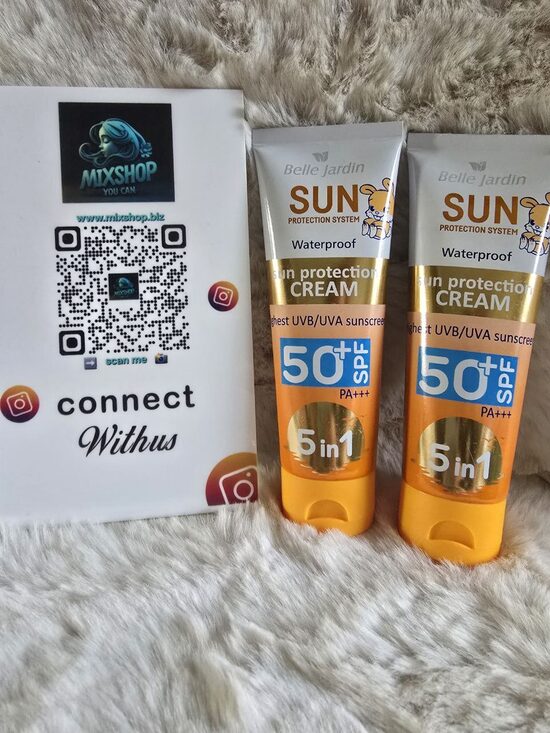 MIXSHOP
YOU CAN
www.mixshop.biz
scan me
connect
Withus
Belle Jardin
SUN
PROTECTION SYSTEM
Waterproof
sun protection
CREAM
highest UVB/UVA sunscreen
50+ SPF
PA+++
5 in 1
Belle Jardin
SUN
PROTECTION SYSTEM
Waterproof
sun protection
CREAM
highest UVB/UVA sunscreen
50+ SPF
PA+++
5 in 1